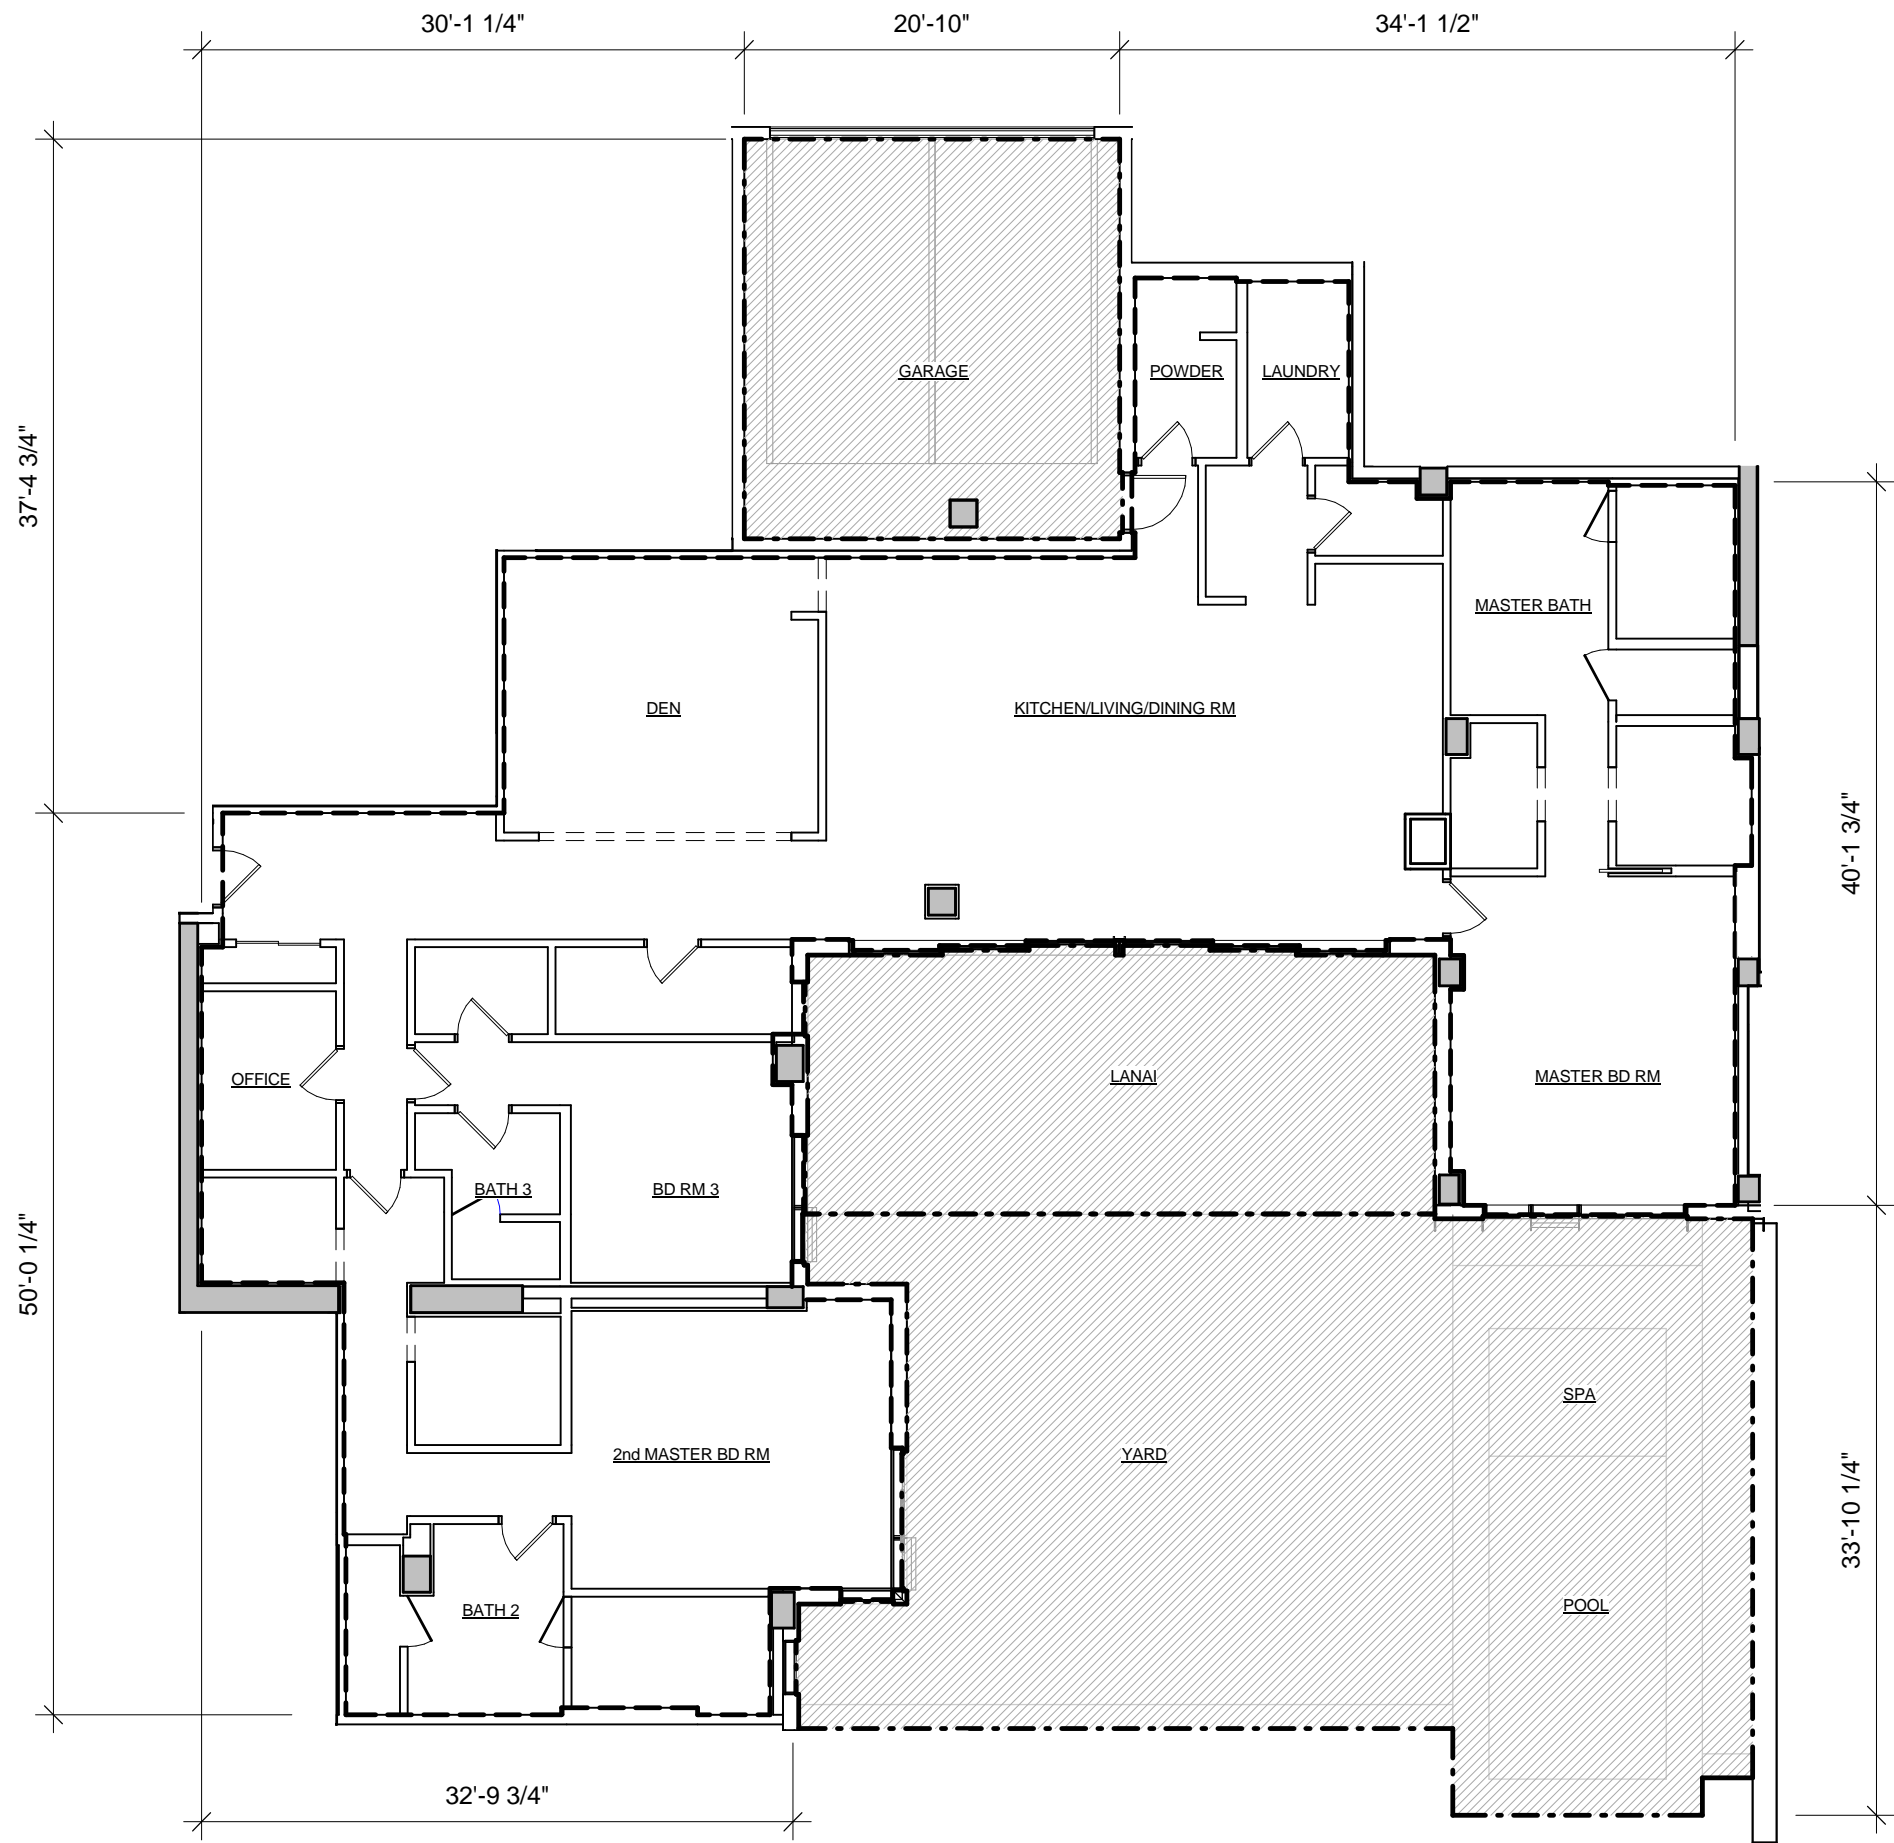 30'-1 1/4"
20'-10"
34'-1 1/2"
GARAGE
POWDER
LAUNDRY
37'-4 3/4"
MASTER BATH
DEN
KITCHEN/LIVING/DINING RM
40'-1 3/4"
OFFICE
LANAI
MASTER BD RM
BATH 3
BD RM 3
50'-0 1/4"
SPA
2nd MASTER BD RM
YARD
33'-10 1/4"
BATH 2
POOL
32'-9 3/4"